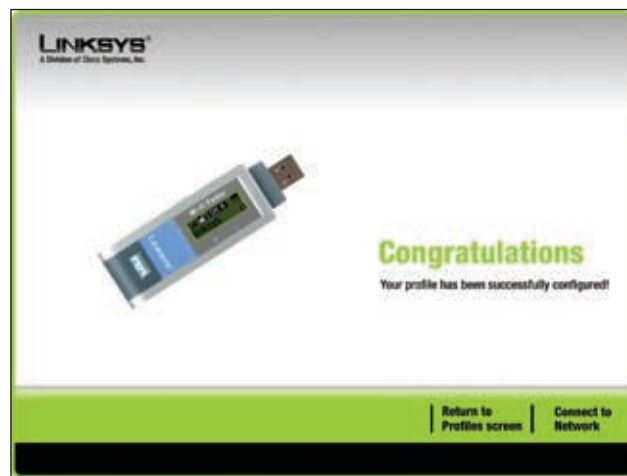 LINKSYS®
A Division of Cisco Systems, Inc.
Linksys
Congratulations
Your profile has been successfully configured!
Return to
Profiles screen
Connect to
Network